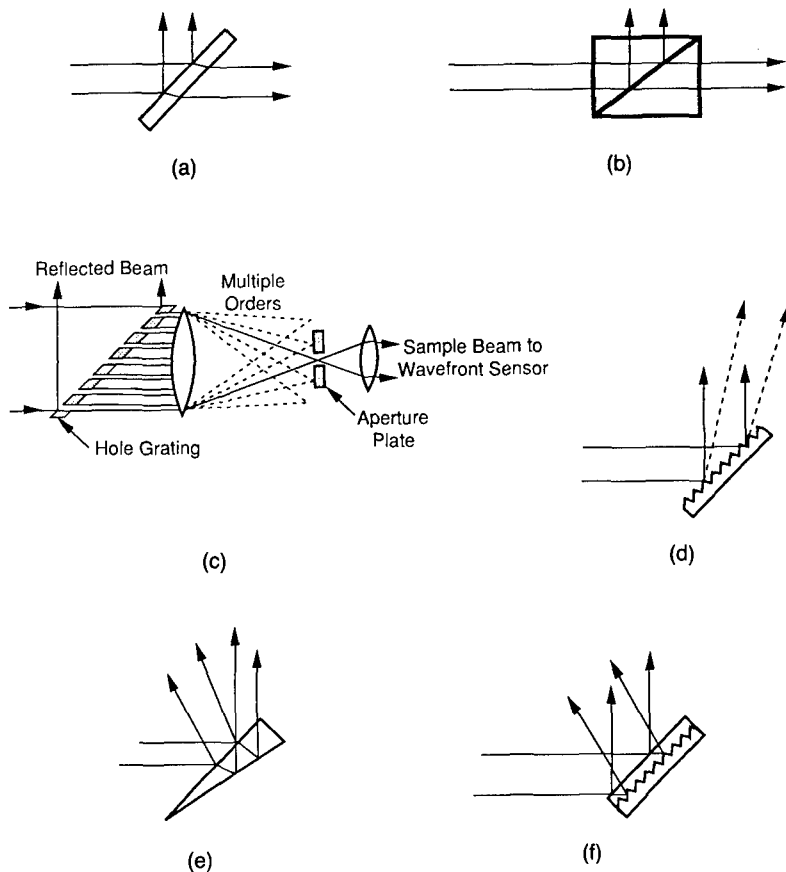 (a)
(b)
Reflected Beam
Multiple
Orders
Sample Beam to
Wavefront Sensor
Aperture
Plate
Hole Grating
(c)
(d)
(e)
(f)